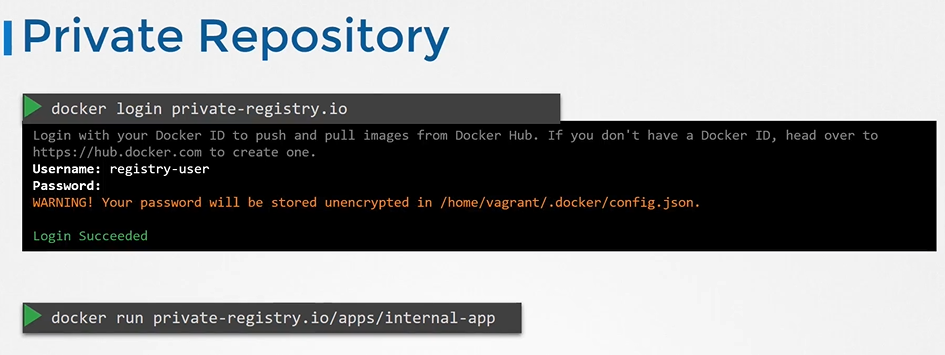 Private Repository
docker login private-registry.io
Login with your Docker ID to push and pull images from Docker Hub. If you don't have a Docker ID, head over to
https://hub.docker.com to create one.
Username: registry-user
Password:
WARNING! Your password will be stored unencrypted in /home/vagrant/.docker/config.json.
Login Succeeded
docker run private-registry.io/apps/internal-app